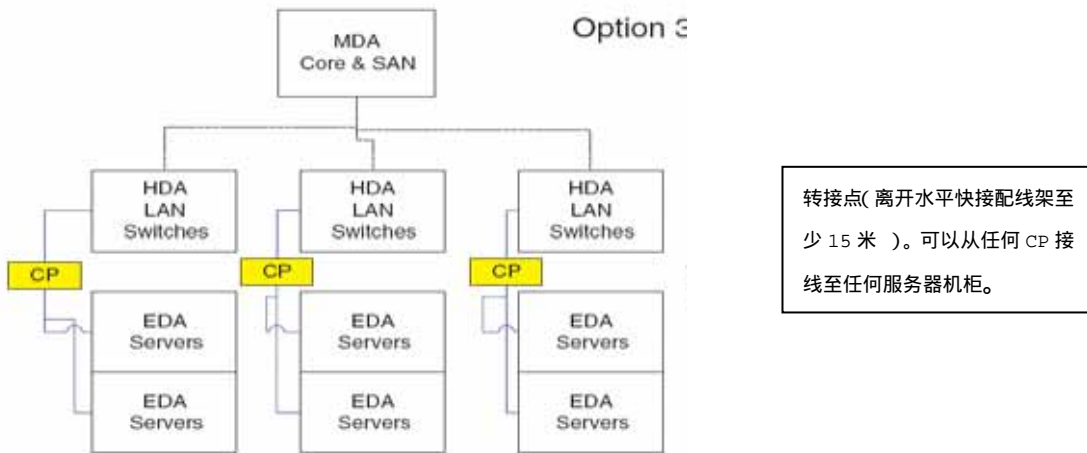 Option 3
MDA
Core & SAN
HDA
LAN
Switches
HDA
LAN
Switches
HDA
LAN
Switches
转接点( 离开水平快接配线架至
少 15 米 )。可以从任何 CP 接
线至任何服务器机柜。
CP
CP
CP
EDA
Servers
EDA
Servers
EDA
Servers
EDA
Servers
EDA
Servers
EDA
Servers